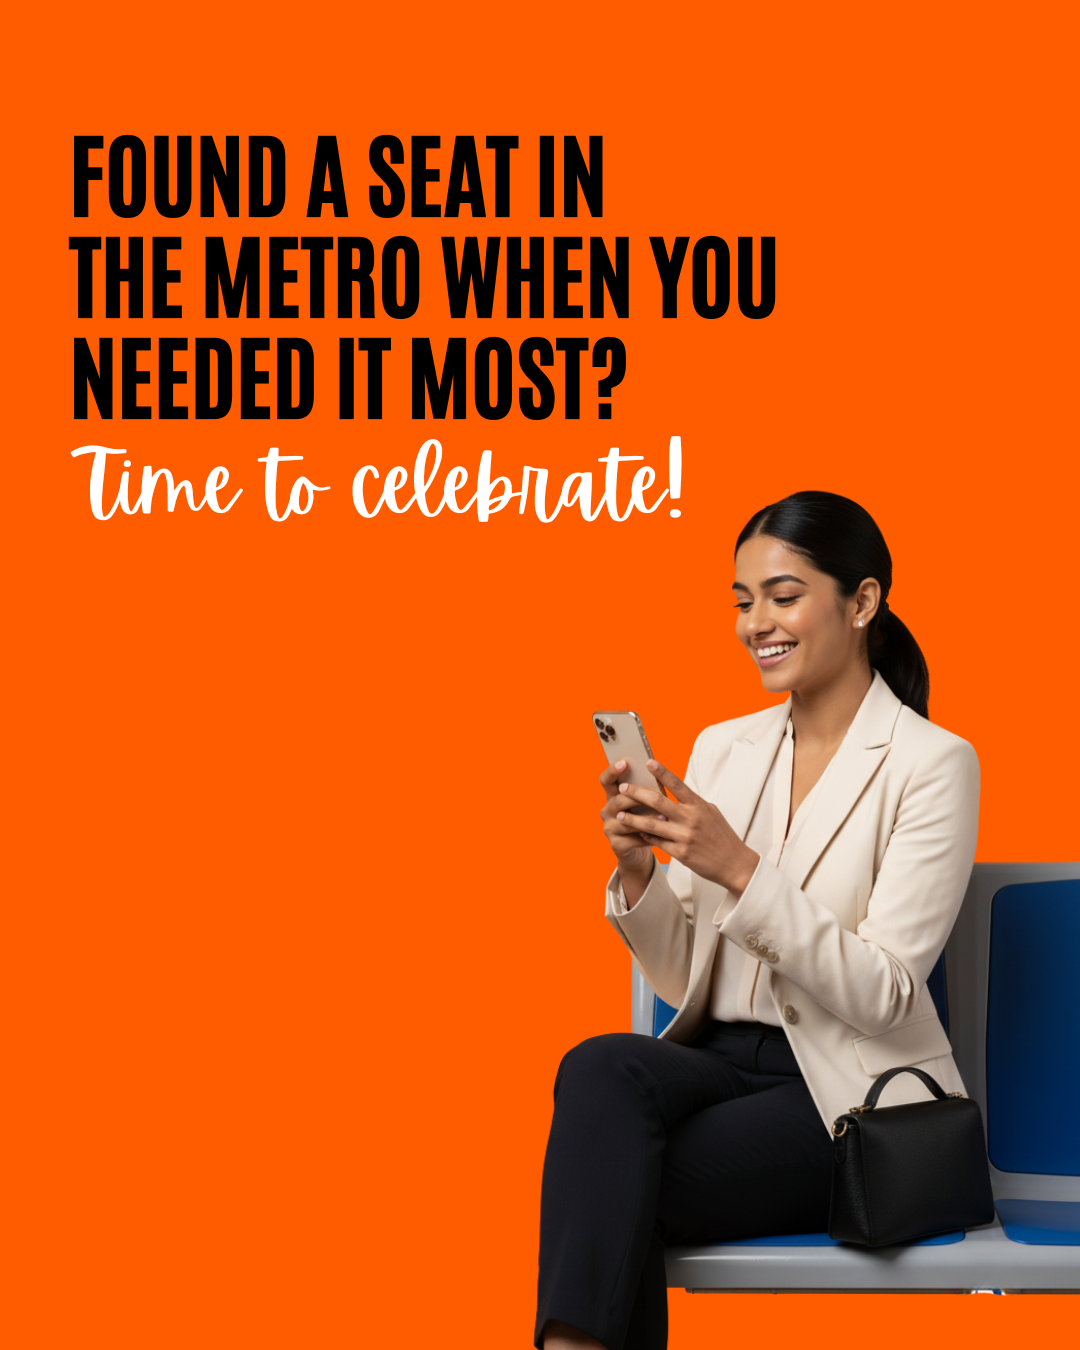 FOUND A SEAT IN
THE METRO WHEN YOU
NEEDED IT MOST?
Time to celebrate!